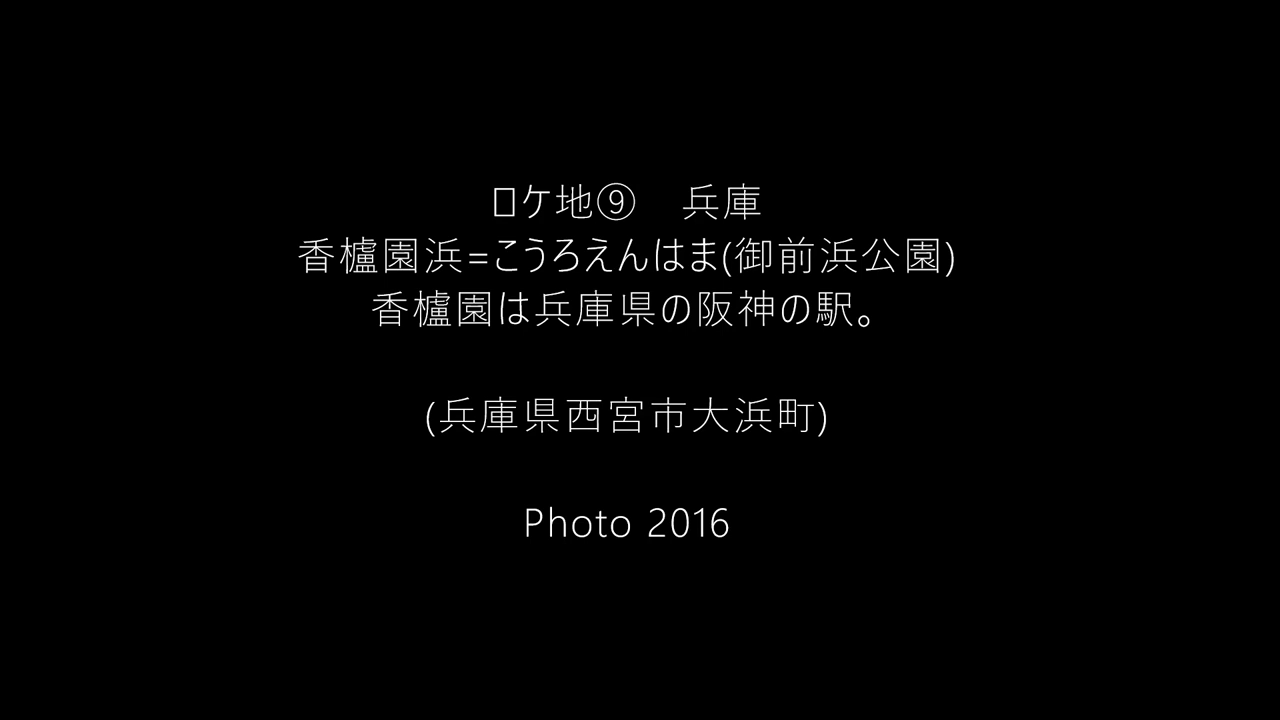 ロケ地⑨　兵庫
香櫨園浜=こうろえんはま(御前浜公園)
香櫨園は兵庫県の阪神の駅。
(兵庫県西宮市大浜町)
Photo 2016